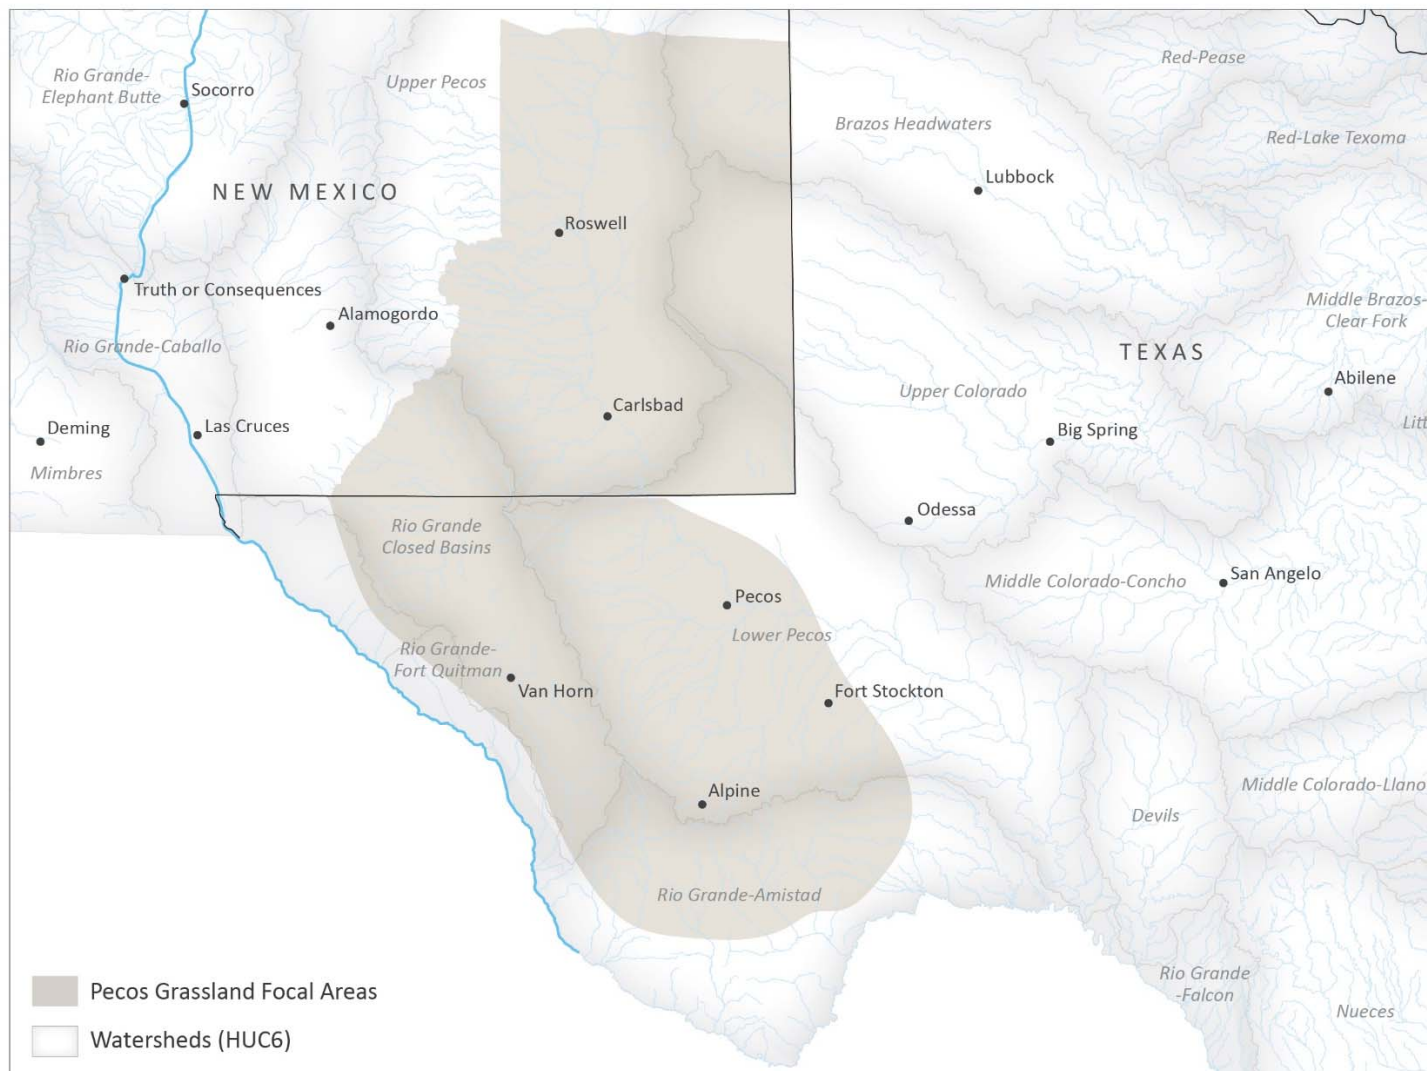 Rio Grande-
Elephant Butte
Socorro
Upper Pecos
Red-Pease
Brazos Headwaters
Red-Lake Texoma
NEW MEXICO
Lubbock
Roswell
Truth or Consequences
Alamogordo
Middle Brazos-
Clear Fork
Rio Grande-Caballo
TEXAS
Abilene
Upper Colorado
Carlsbad
Deming
Las Cruces
Big Spring
Litt
Mimbres
Odessa
Rio Grande
Closed Basins
Middle Colorado-Concho
San Angelo
Pecos
Lower Pecos
Rio Grande-
Fort Quitman
Van Horn
Fort Stockton
Alpine
Middle Colorado-Llano
Devils
Rio Grande-Amistad
Rio Grande
-Falcon
Nueces
Pecos Grassland Focal Areas
Watersheds (HUC6)